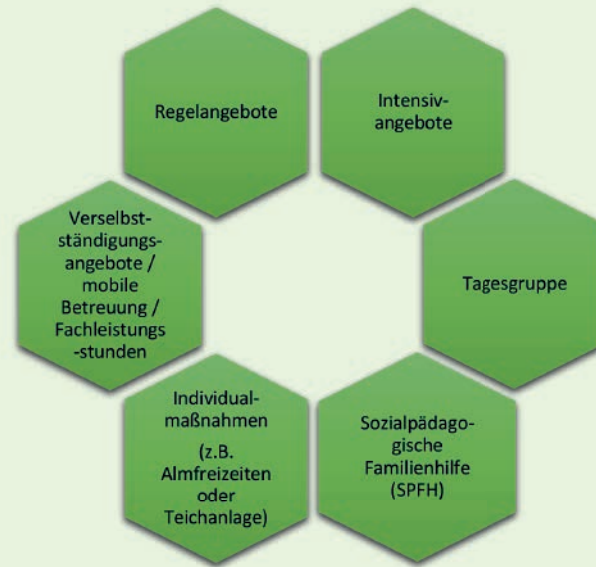 Regelangebote
Intensiv-
angebote
Verselbst-
ständigungs-
angebote /
mobile
Betreuung /
Fachleistungs
-stunden
Tagesgruppe
Individual-
maßnahmen
(z.B.
Almfreizeiten
oder
Teichanlage)
Sozialpädago-
gische
Familienhilfe
(SPFH)